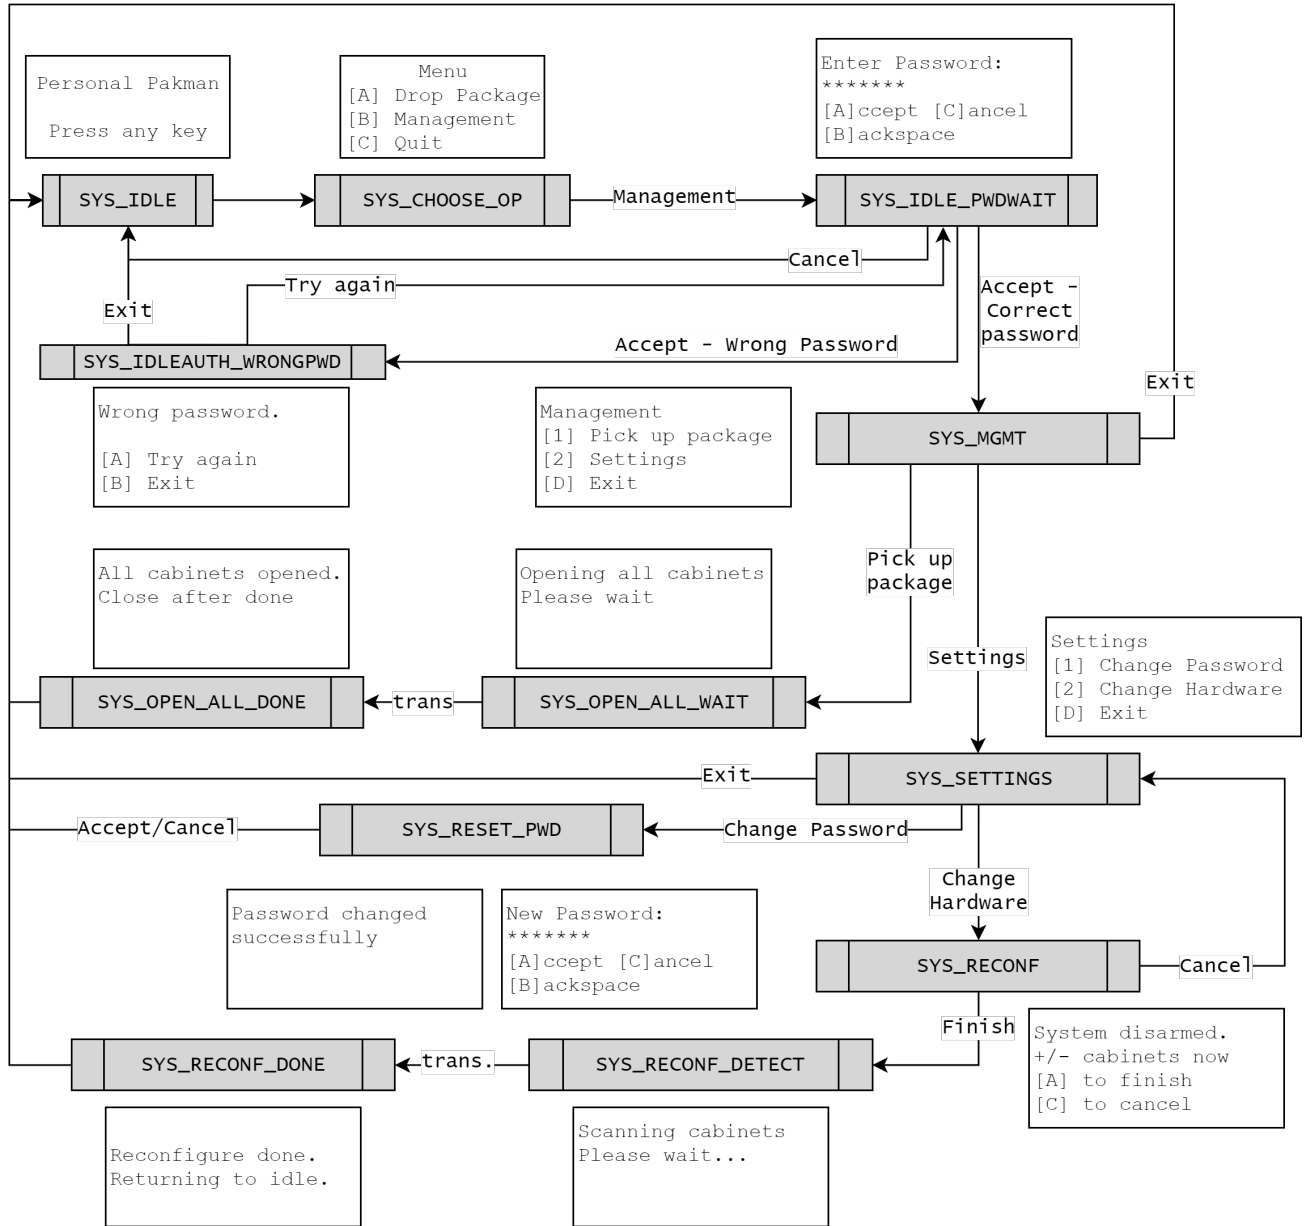 Personal Pakman
Press any key
Menu
[A] Drop Package
[B] Management
[C] Quit
Enter Password:
*******
[A]ccept [C]ancel
[B]ackspace
SYS_IDLE
SYS_CHOOSE_OP
Management
SYS_IDLE_PWDWAIT
Cancel
Try again
Exit
Accept -
Correct
password
Accept - Wrong Password
SYS_IDLEAUTH_WRONGPWD
Exit
Wrong password.
[A] Try again
[B] Exit
Management
[1] Pick up package
[2] Settings
[D] Exit
SYS_MGMT
All cabinets opened.
Close after done
Opening all cabinets
Please wait
Pick up
package
Settings
Settings
[1] Change Password
[2] Change Hardware
[D] Exit
SYS_OPEN_ALL_DONE
trans
SYS_OPEN_ALL_WAIT
Exit
SYS_SETTINGS
Accept/Cancel
SYS_RESET_PWD
Change Password
Change
Hardware
Password changed
successfully
New Password:
*******
[A]ccept [C]ancel
[B]ackspace
SYS_RECONF
Cancel
Finish
System disarmed.
+/- cabinets now
[A] to finish
[C] to cancel
SYS_RECONF_DONE
trans.
SYS_RECONF_DETECT
Reconfigure done.
Returning to idle.
Scanning cabinets
Please wait...